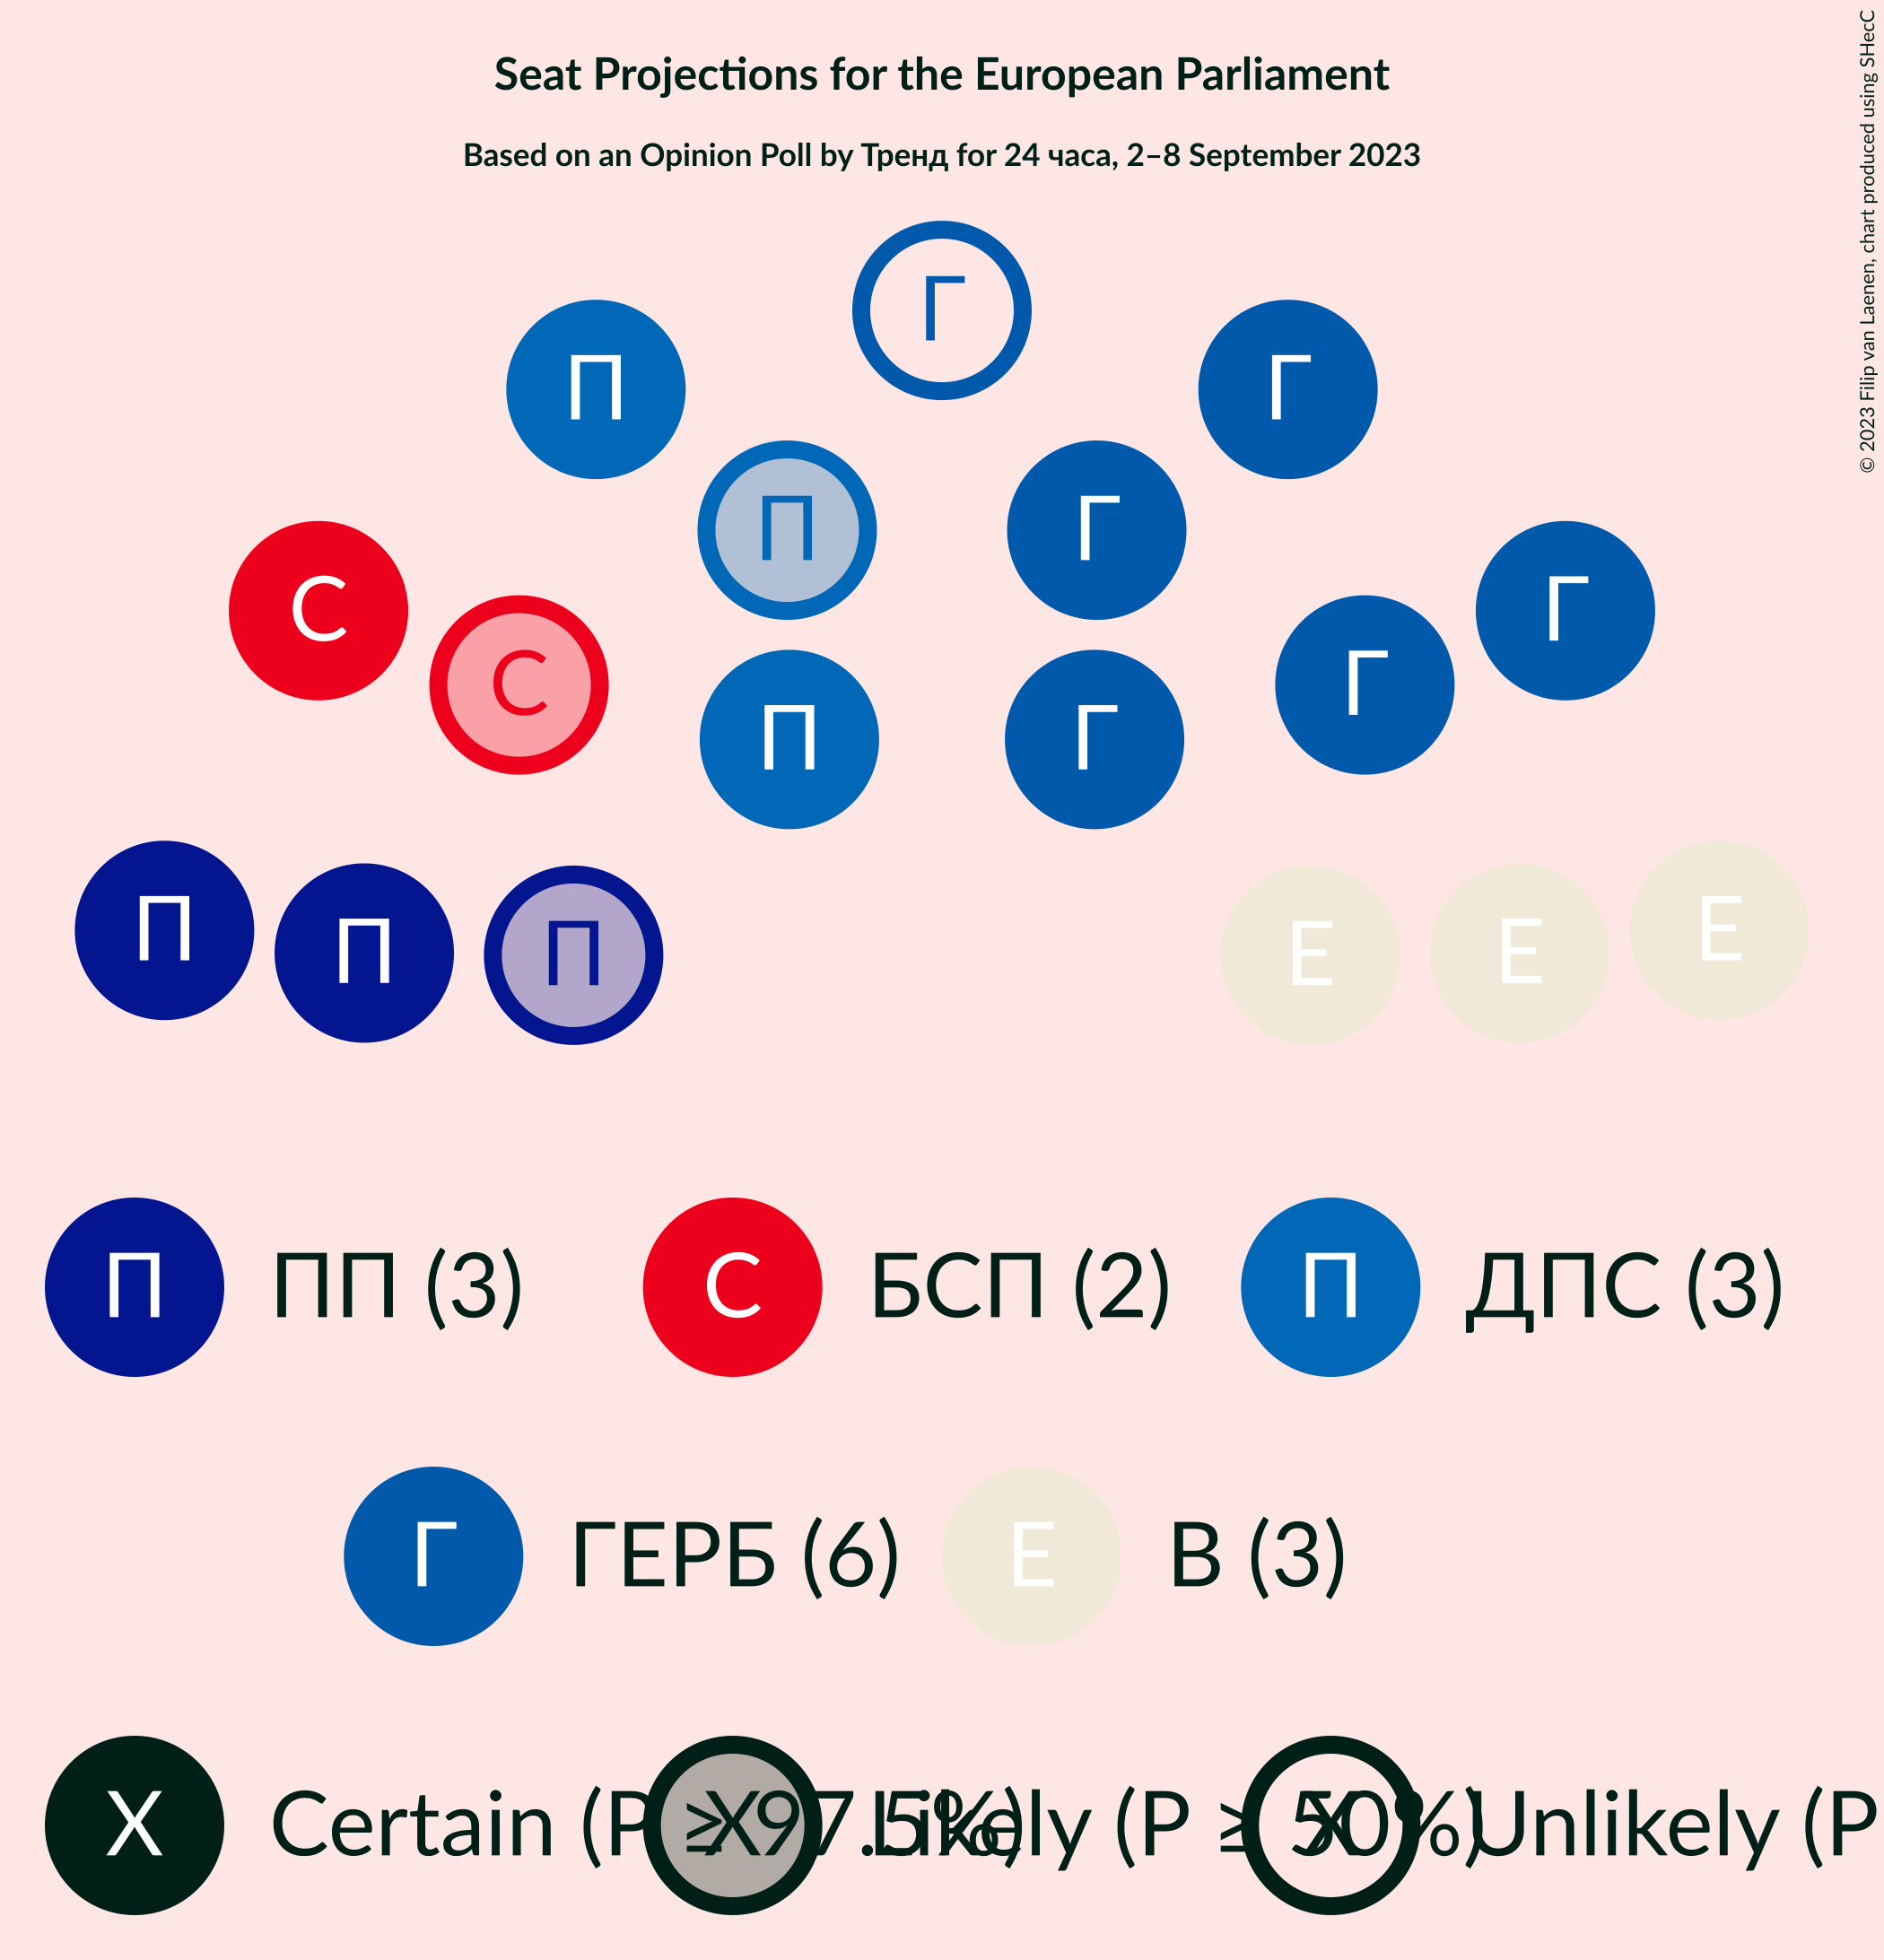 Seat Projections for the European Parliament
Based on an Opinion Poll by Тренд for 24 часа, 2–8 September 2023
© 2023 Filip van Laenen, chart produced using SHecC
Г
П
Г
П
Г
С
Г
С
Г
П
Г
П
П
П
Е
Е
Е
П ПП (3)
С БСП (2)
П ДПС (3)
Г ГЕРБ (6)
Е В (3)
X Certain (P ≥ 97.5%)
X Likely (P ≥ 50%)
X Unlikely (P